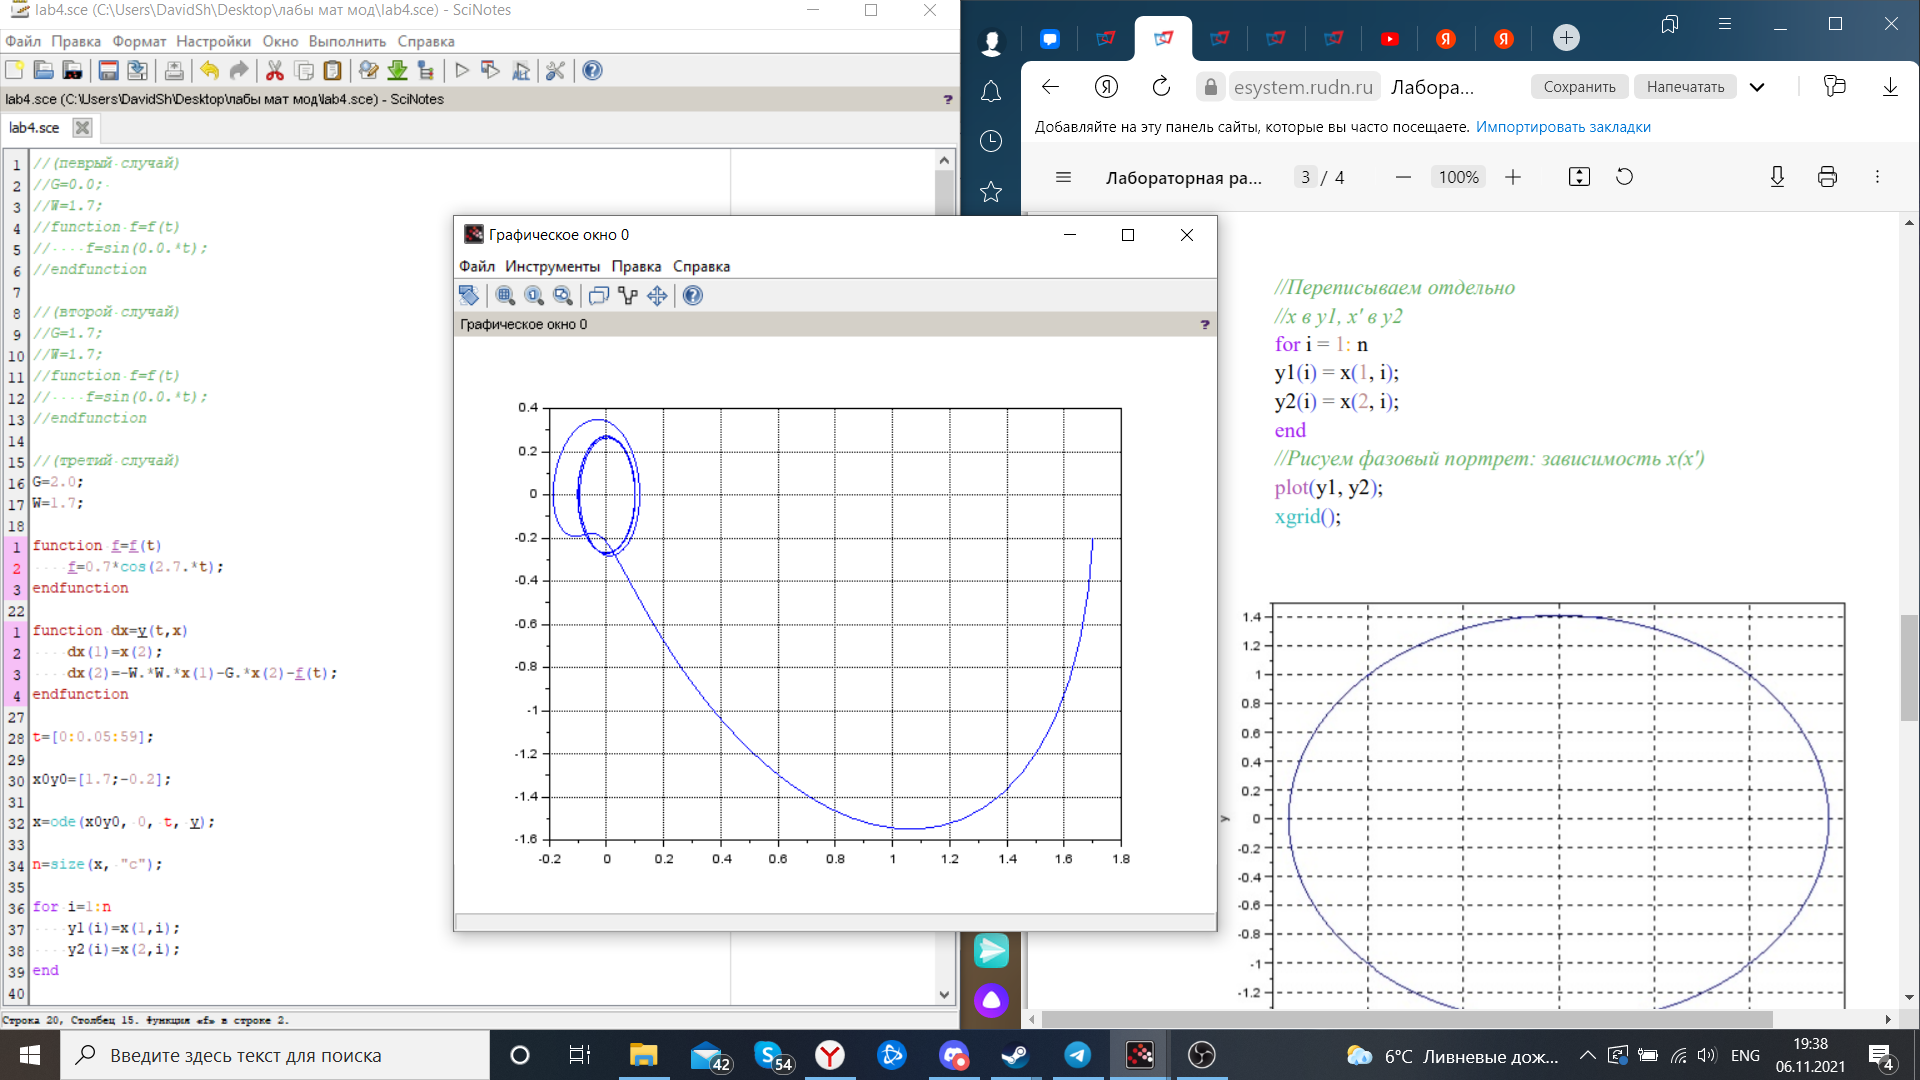 lab4.sce (C:\Users\DavidSh\Desktop\лабы мат мод\lab4.sce) - SciNotes
Файл Правка Формат Настройки Окно Выполнить Справка
lab4.sce (C:\Users\DavidSh\Desktop\лабы мат мод\lab4.sce) - SciNotes
?
lab4.sce
1 //(певрый случай)
2 //G=0.0;
3 //W=1.7;
4 //function f=f(t)
5 //    f=sin(0.0.*t);
6 //endfunction
7
8 //(второй случай)
9 //G=1.7;
10 //W=1.7;
11 //function f=f(t)
12 //    f=sin(0.0.*t);
13 //endfunction
14
15 //(третий случай)
16 G=2.0;
17 W=1.7;
18
1 function f=f(t)
2     f=0.7*cos(2.7.*t);
3 endfunction
22
1 function dx=y(t,x)
2     dx(1)=x(2);
3     dx(2)=-W.*W.*x(1)-G.*x(2)-f(t);
4 endfunction
27
28 t=[0:0.05:59];
29
30 x0y0=[1.7;-0.2];
31
32 x=ode(x0y0, 0, t, y);
33
34 n=size(x, "c");
35
36 for i=1:n
37     y1(i)=x(1,i);
38     y2(i)=x(2,i);
39 end
40
Строка 20, Столбец 15. Функция «f» в строке 2.
Графическое окно 0
Файл Инструменты Правка Справка
Графическое окно 0
?
0.4
0.2
0
-0.2
-0.4
-0.6
-0.8
-1
-1.2
-1.4
-1.6
-0.2 0 0.2 0.4 0.6 0.8 1 1.2 1.4 1.6 1.8
esystem.rudn.ru Лабора... Сохранить Напечатать
Добавляйте на эту панель сайты, которые вы часто посещаете. Импортировать закладки
Лабораторная ра... 3 / 4 100%
//Переписываем отдельно
//x в y1, x' в y2
for i = 1: n
y1(i) = x(1, i);
y2(i) = x(2, i);
end
//Рисуем фазовый портрет: зависимость x(x')
plot(y1, y2);
xgrid();
1.4
1.2
1
0.8
0.6
0.4
0.2
0
-0.2
-0.4
-0.6
-0.8
-1
-1.2
y
Введите здесь текст для поиска
42
54
6°C Ливневые дож...
ENG
19:38
06.11.2021
4